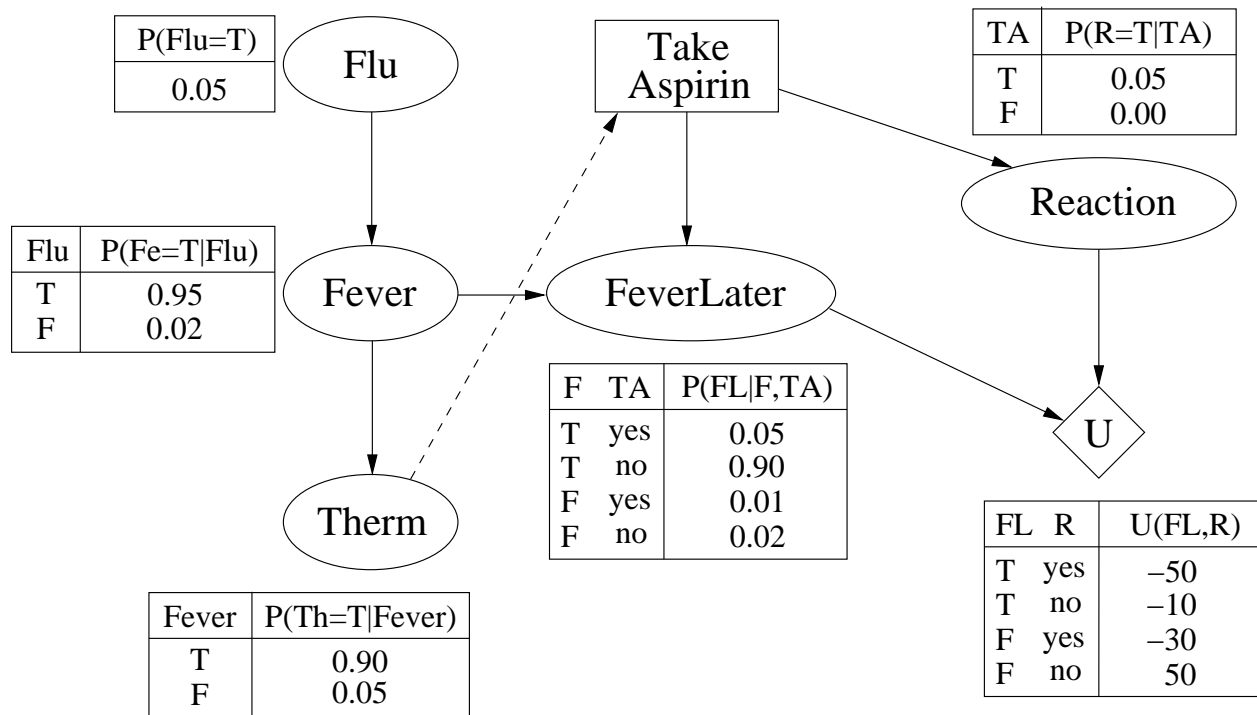 P(Flu=T)
0.05
Flu
Take
Aspirin
TA P(R=T|TA)
T 0.05
F 0.00
Reaction
Flu P(Fe=T|Flu)
T 0.95
F 0.02
Fever
FeverLater
F TA P(FL|F,TA)
T yes 0.05
T no 0.90
F yes 0.01
F no 0.02
U
Therm
FL R U(FL,R)
T yes –50
T no –10
F yes –30
F no 50
Fever P(Th=T|Fever)
T 0.90
F 0.05